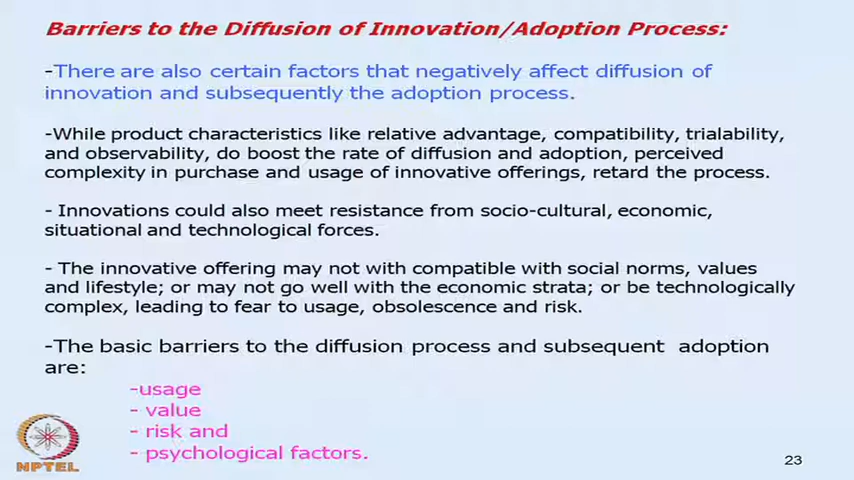 Barriers to the Diffusion of Innovation/Adoption Process:
-There are also certain factors that negatively affect diffusion of
innovation and subsequently the adoption process.
-While product characteristics like relative advantage, compatibility, trialability,
and observability, do boost the rate of diffusion and adoption, perceived
complexity in purchase and usage of innovative offerings, retard the process.
- Innovations could also meet resistance from socio-cultural, economic,
situational and technological forces.
- The innovative offering may not with compatible with social norms, values
and lifestyle; or may not go well with the economic strata; or be technologically
complex, leading to fear to usage, obsolescence and risk.
-The basic barriers to the diffusion process and subsequent adoption
are:
-usage
- value
- risk and
- psychological factors.
NPTEL
23